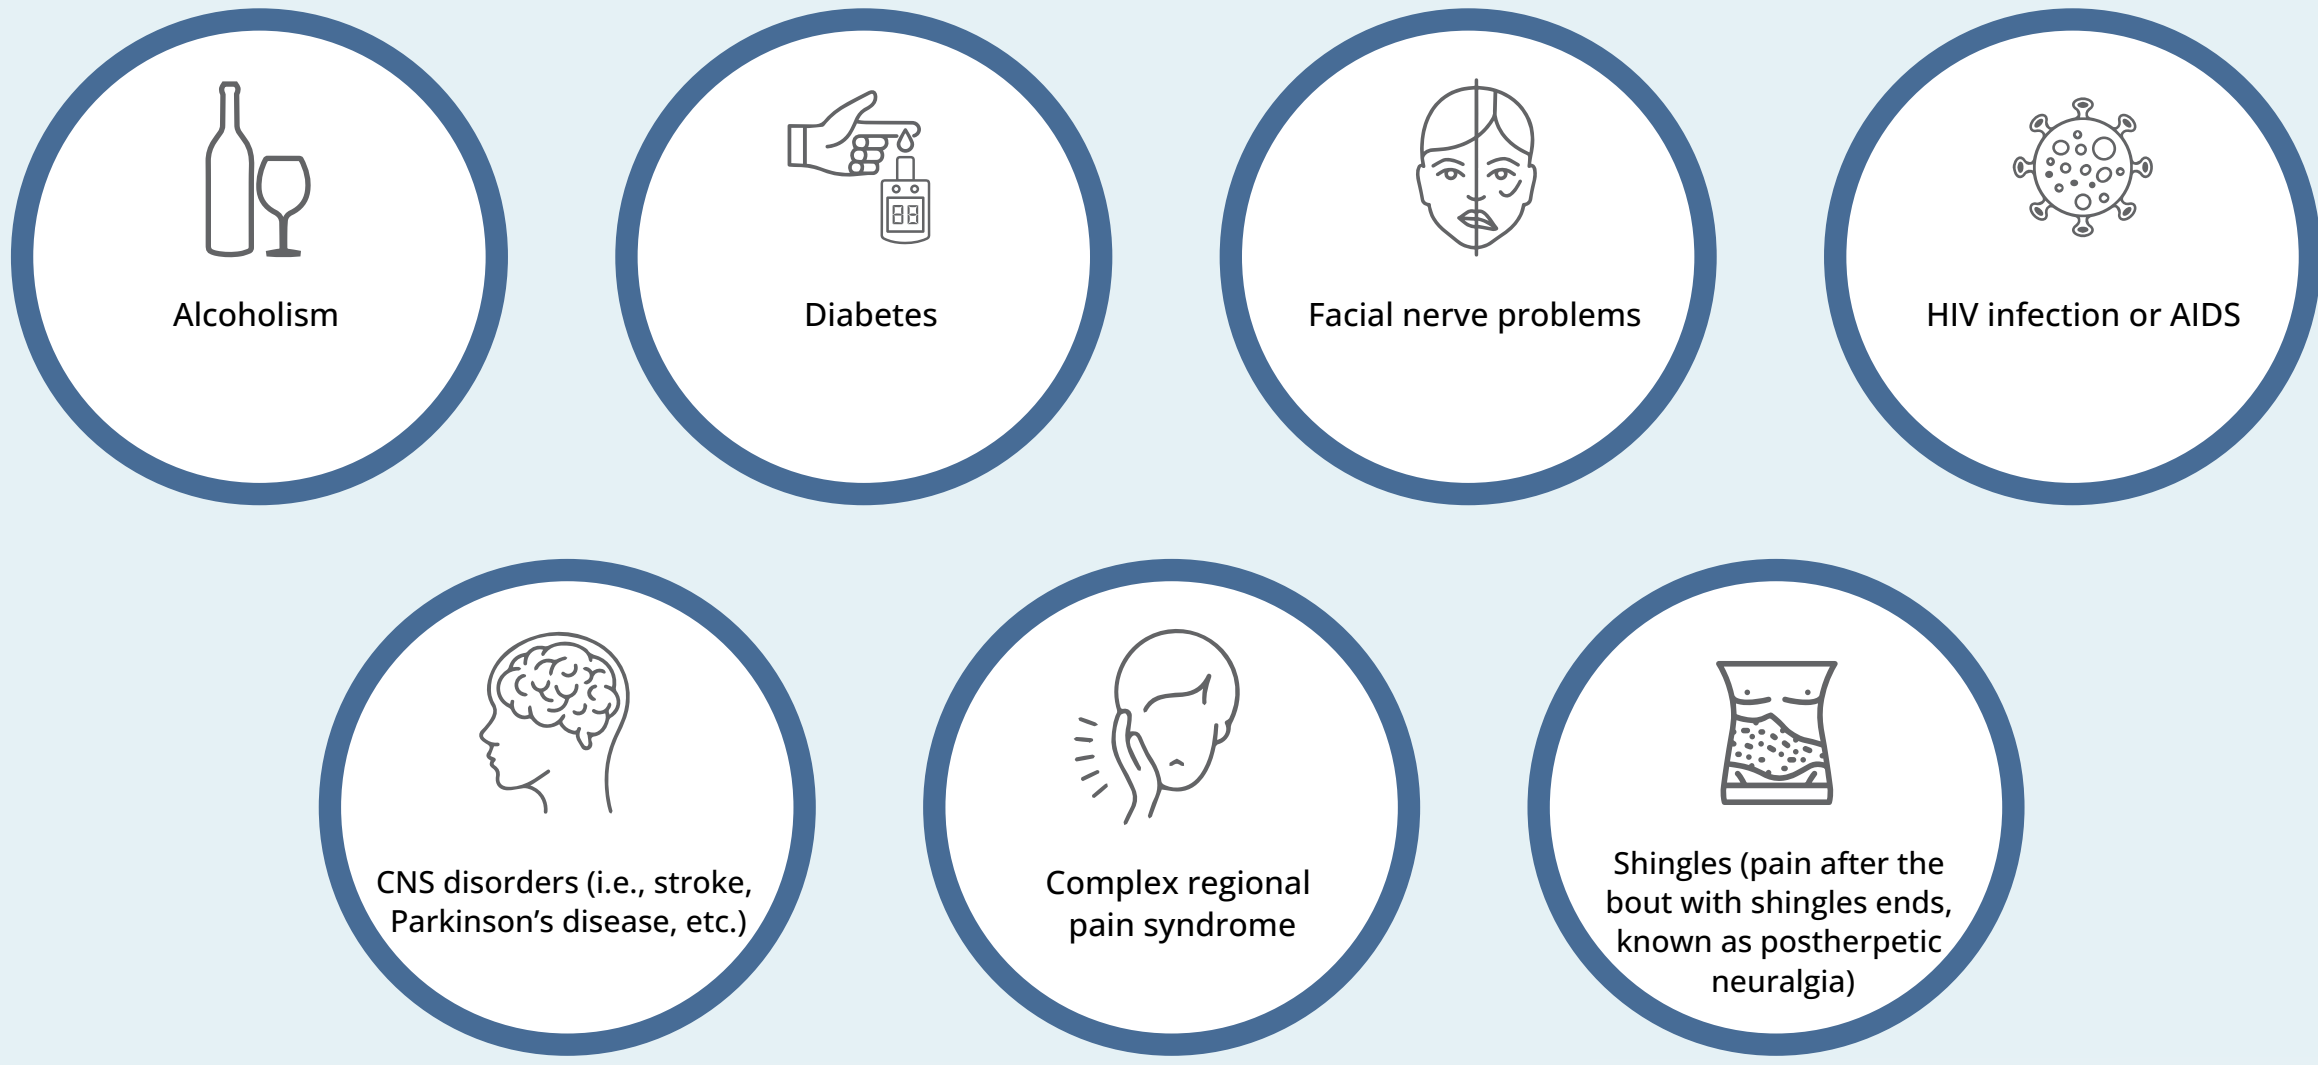 Alcoholism
Diabetes
Facial nerve problems
HIV infection or AIDS
CNS disorders (i.e., stroke,
Parkinson’s disease, etc.)
Complex regional
pain syndrome
Shingles (pain after the
bout with shingles ends,
known as postherpetic
neuralgia)